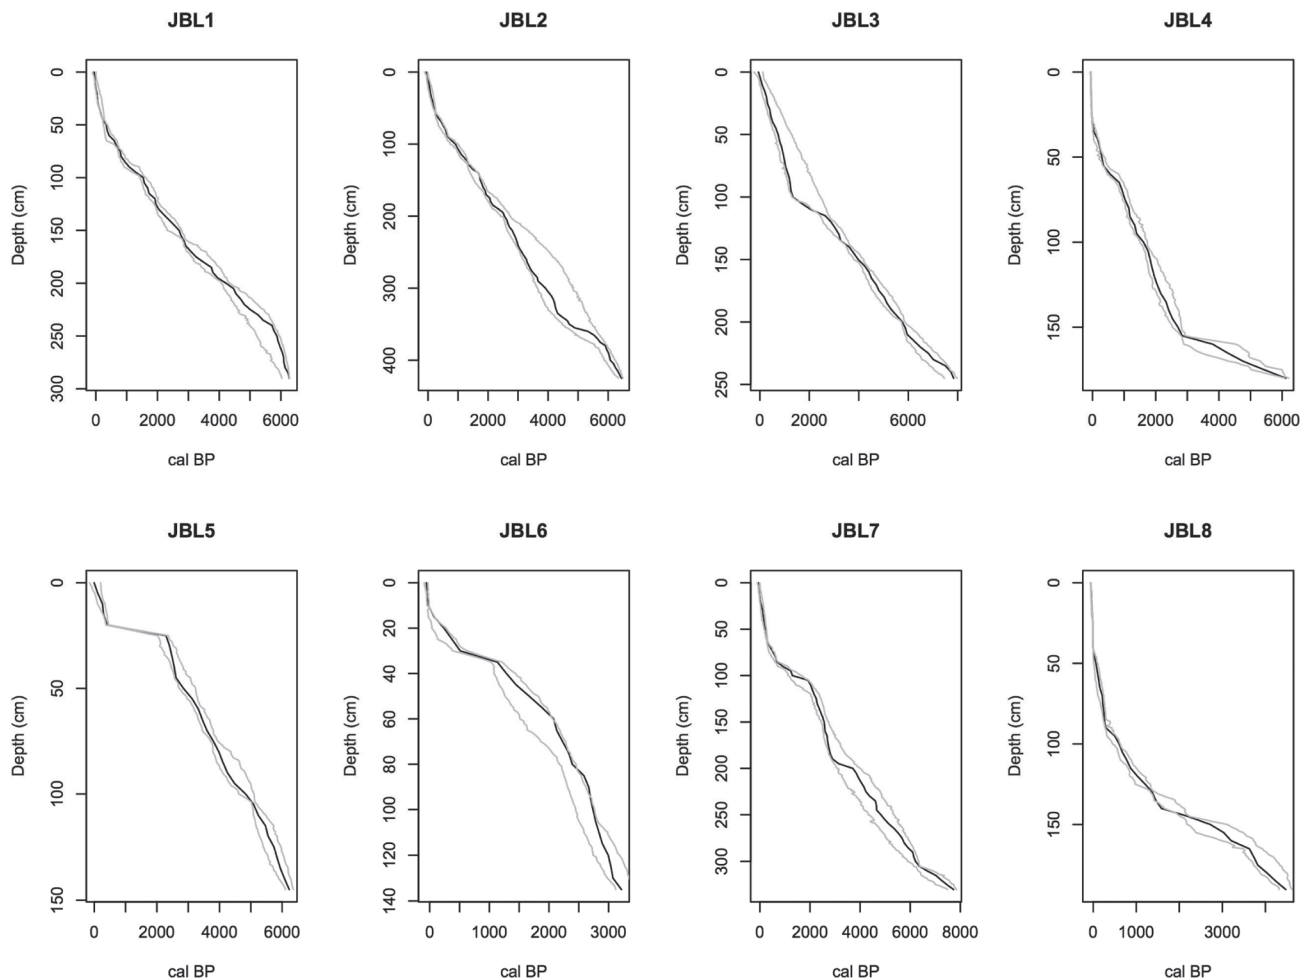 JBL1 JBL2 JBL3 JBL4
0 50 100 150 200 250 300
Depth (cm)
0 2000 4000 6000
cal BP
100 200 300 400
0
Depth (cm)
0 2000 4000 6000
cal BP
0 50 100 150 200 250
Depth (cm)
0 2000 4000 6000
cal BP
0 50 100 150
Depth (cm)
0 2000 4000 6000
cal BP
JBL5 JBL6 JBL7 JBL8
0 50 100 150
Depth (cm)
0 2000 4000 6000
cal BP
0 20 40 60 80 100 120 140
Depth (cm)
0 1000 2000 3000
cal BP
0 50 100 150 200 250 300
Depth (cm)
0 2000 4000 6000 8000
cal BP
0 50 100 150
Depth (cm)
0 1000 3000
cal BP